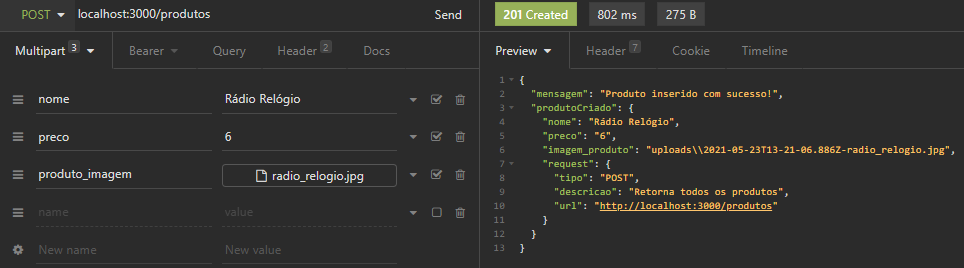 POST localhost:3000/produtos Send
201 Created 802 ms 275 B
Multipart 3 Bearer Query Header 2 Docs
Preview Header 7 Cookie Timeline
nome Rádio Relógio
preco 6
produto_imagem radio_relogio.jpg
name value
New name New value
1 {
2 "mensagem": "Produto inserido com sucesso!",
3 "produtoCriado": {
4 "nome": "Rádio Relógio",
5 "preco": "6",
6 "imagem_produto": "uploads\\2021-05-23T13-21-06.886Z-radio_relogio.jpg",
7 "request": {
8 "tipo": "POST",
9 "descricao": "Retorna todos os produtos",
10 "url": "http://localhost:3000/produtos"
11 }
12 }
13 }